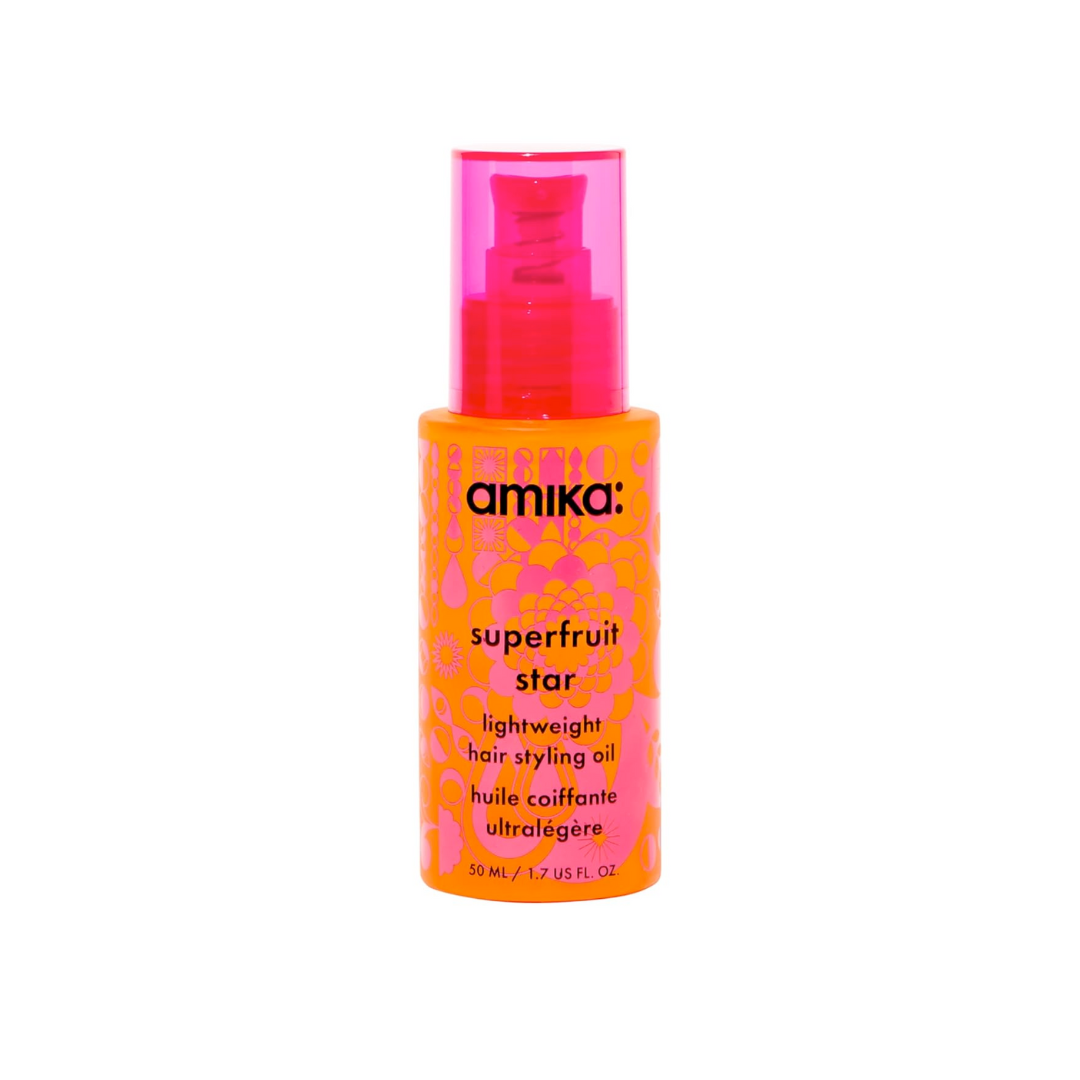 amika:
superfruit
star
lightweight
hair styling oil
huile coiffante
ultralégère
50 ML / 1.7 US FL. OZ.